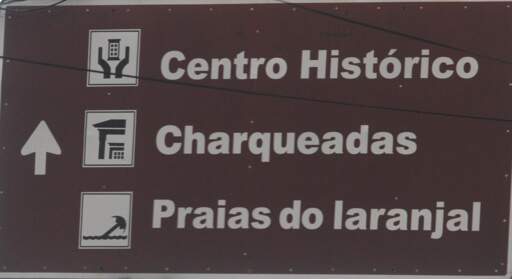 Centro Histórico
Charqueadas
Praias do laranjal